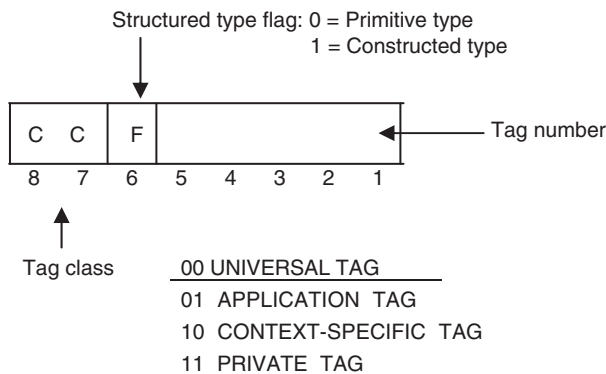 Structured type flag: 0 = Primitive type
1 = Constructed type
C C F
Tag number
8 7 6 5 4 3 2 1
Tag class
00 UNIVERSAL TAG
01 APPLICATION TAG
10 CONTEXT-SPECIFIC TAG
11 PRIVATE TAG